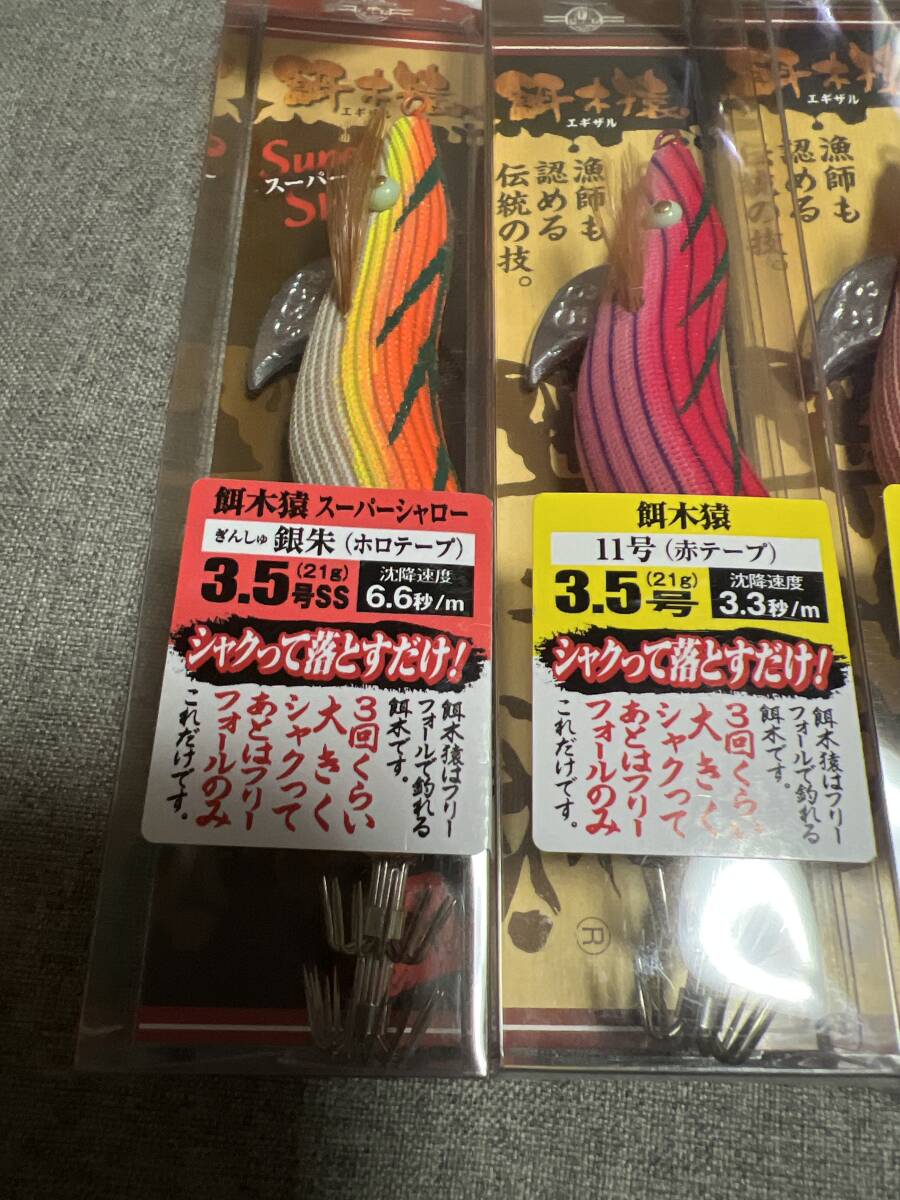 餌木猿
エギザル
スーパー
餌木猿 スーパーシャロー
ぎんしゅ 銀朱 (ホロテープ)
3.5号SS (21g) 沈降速度 6.6秒/m
シャクって落とすだけ!
餌木猿はフリー
フォールで釣れる
餌木です。
3回くらい
大きく
シャクって
あとはフリー
フォールのみ
これだけです。
餌木猿
エギザル
漁師も
認める
伝統の技。
餌木猿
11号 (赤テープ)
3.5号 (21g) 沈降速度 3.3秒/m
シャクって落とすだけ!
餌木猿はフリー
フォールで釣れる
餌木です。
3回くらい
大きく
シャクって
あとはフリー
フォールのみ
これだけです。
®
餌木猿
エギザル
漁師も
認める
伝統の技。